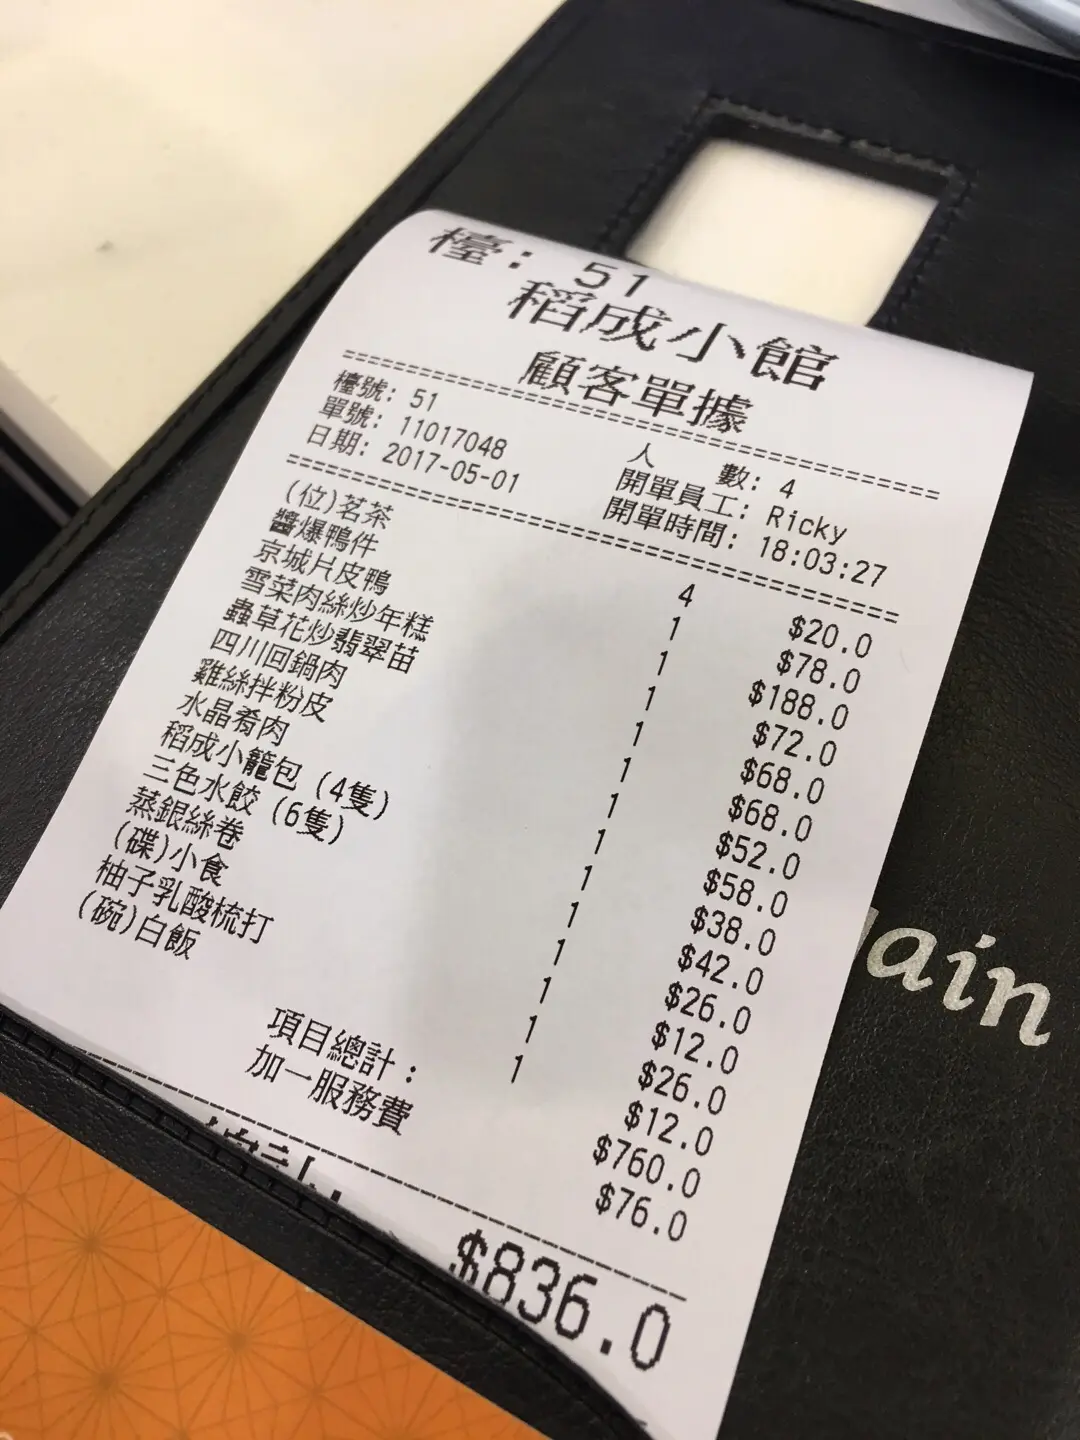 檯: 51
稻成小館
顧客單據
檯號: 51 人 數: 4
單號: 11017048 開單員工: Ricky
日期: 2017-05-01 開單時間: 18:03:27
(位)茗茶 4 $20.0
醬爆鴨件 1 $78.0
京城片皮鴨 1 $188.0
雪菜肉絲炒年糕 1 $72.0
蟲草花炒翡翠苗 1 $68.0
四川回鍋肉 1 $68.0
雞絲拌粉皮 1 $52.0
水晶肴肉 1 $58.0
稻成小籠包 (4隻) 1 $38.0
三色水餃 (6隻) 1 $42.0
蒸銀絲卷 1 $26.0
(碟)小食 1 $12.0
柚子乳酸梳打 1 $26.0
(碗)白飯 1 $12.0
項目總計: $760.0
加一服務費 $76.0
$836.0